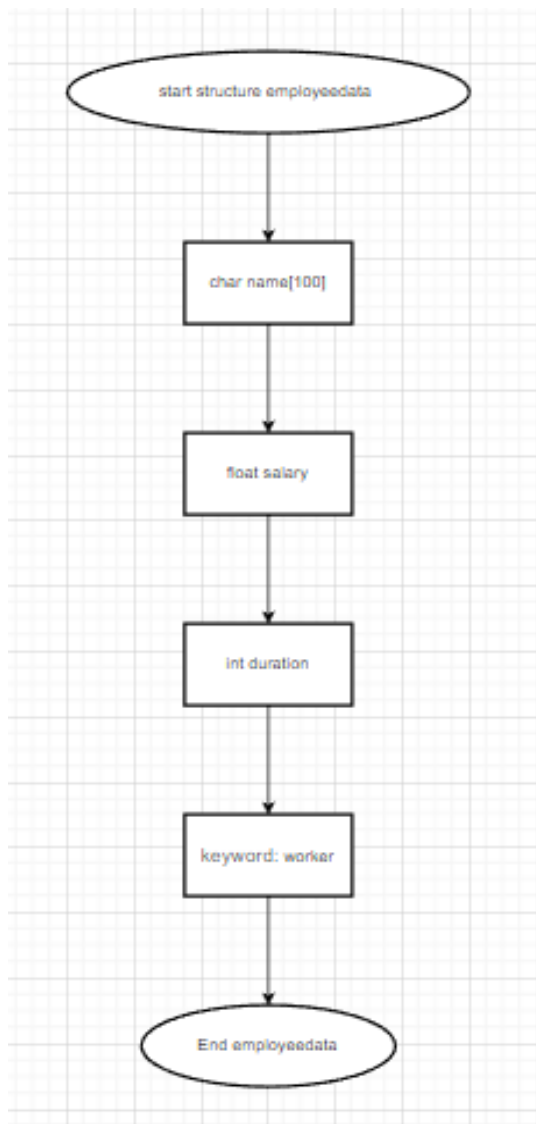 start structure employeedata
char name[100]
float salary
int duration
keyword: worker
End employeedata